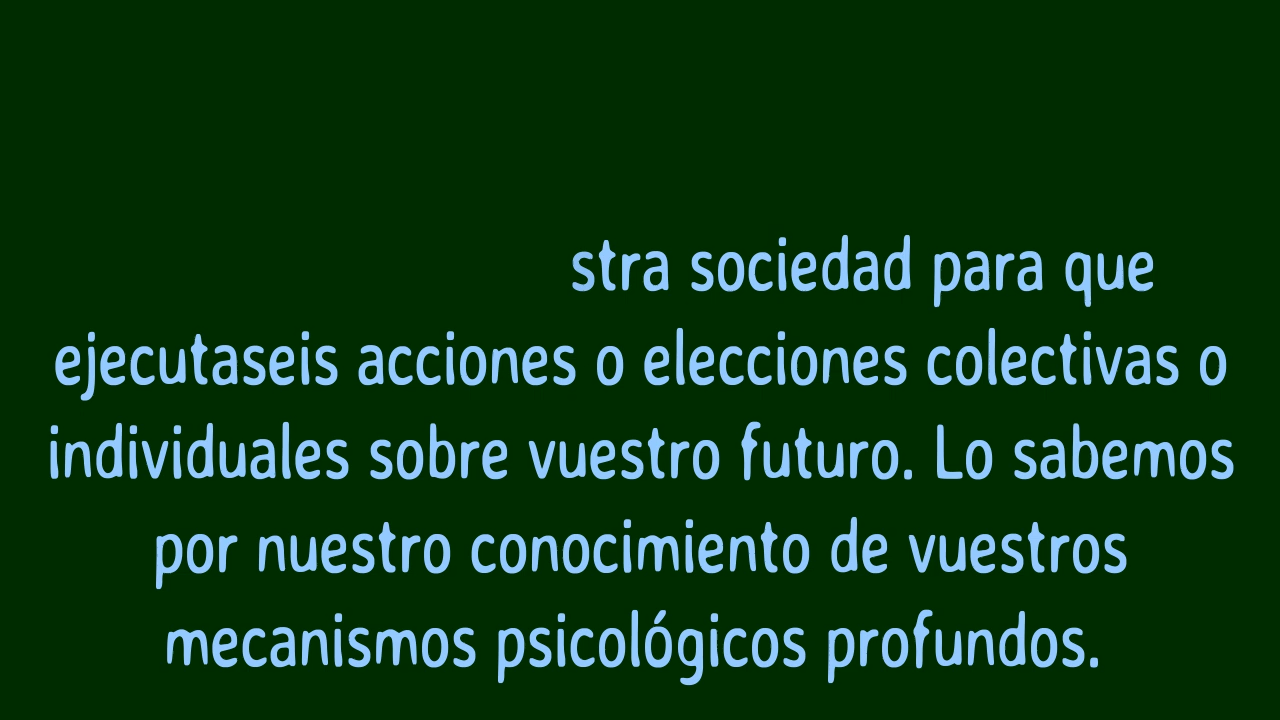 stra sociedad para que
ejecutaseis acciones o elecciones colectivas o
individuales sobre vuestro futuro. Lo sabemos
por nuestro conocimiento de vuestros
mecanismos psicológicos profundos.